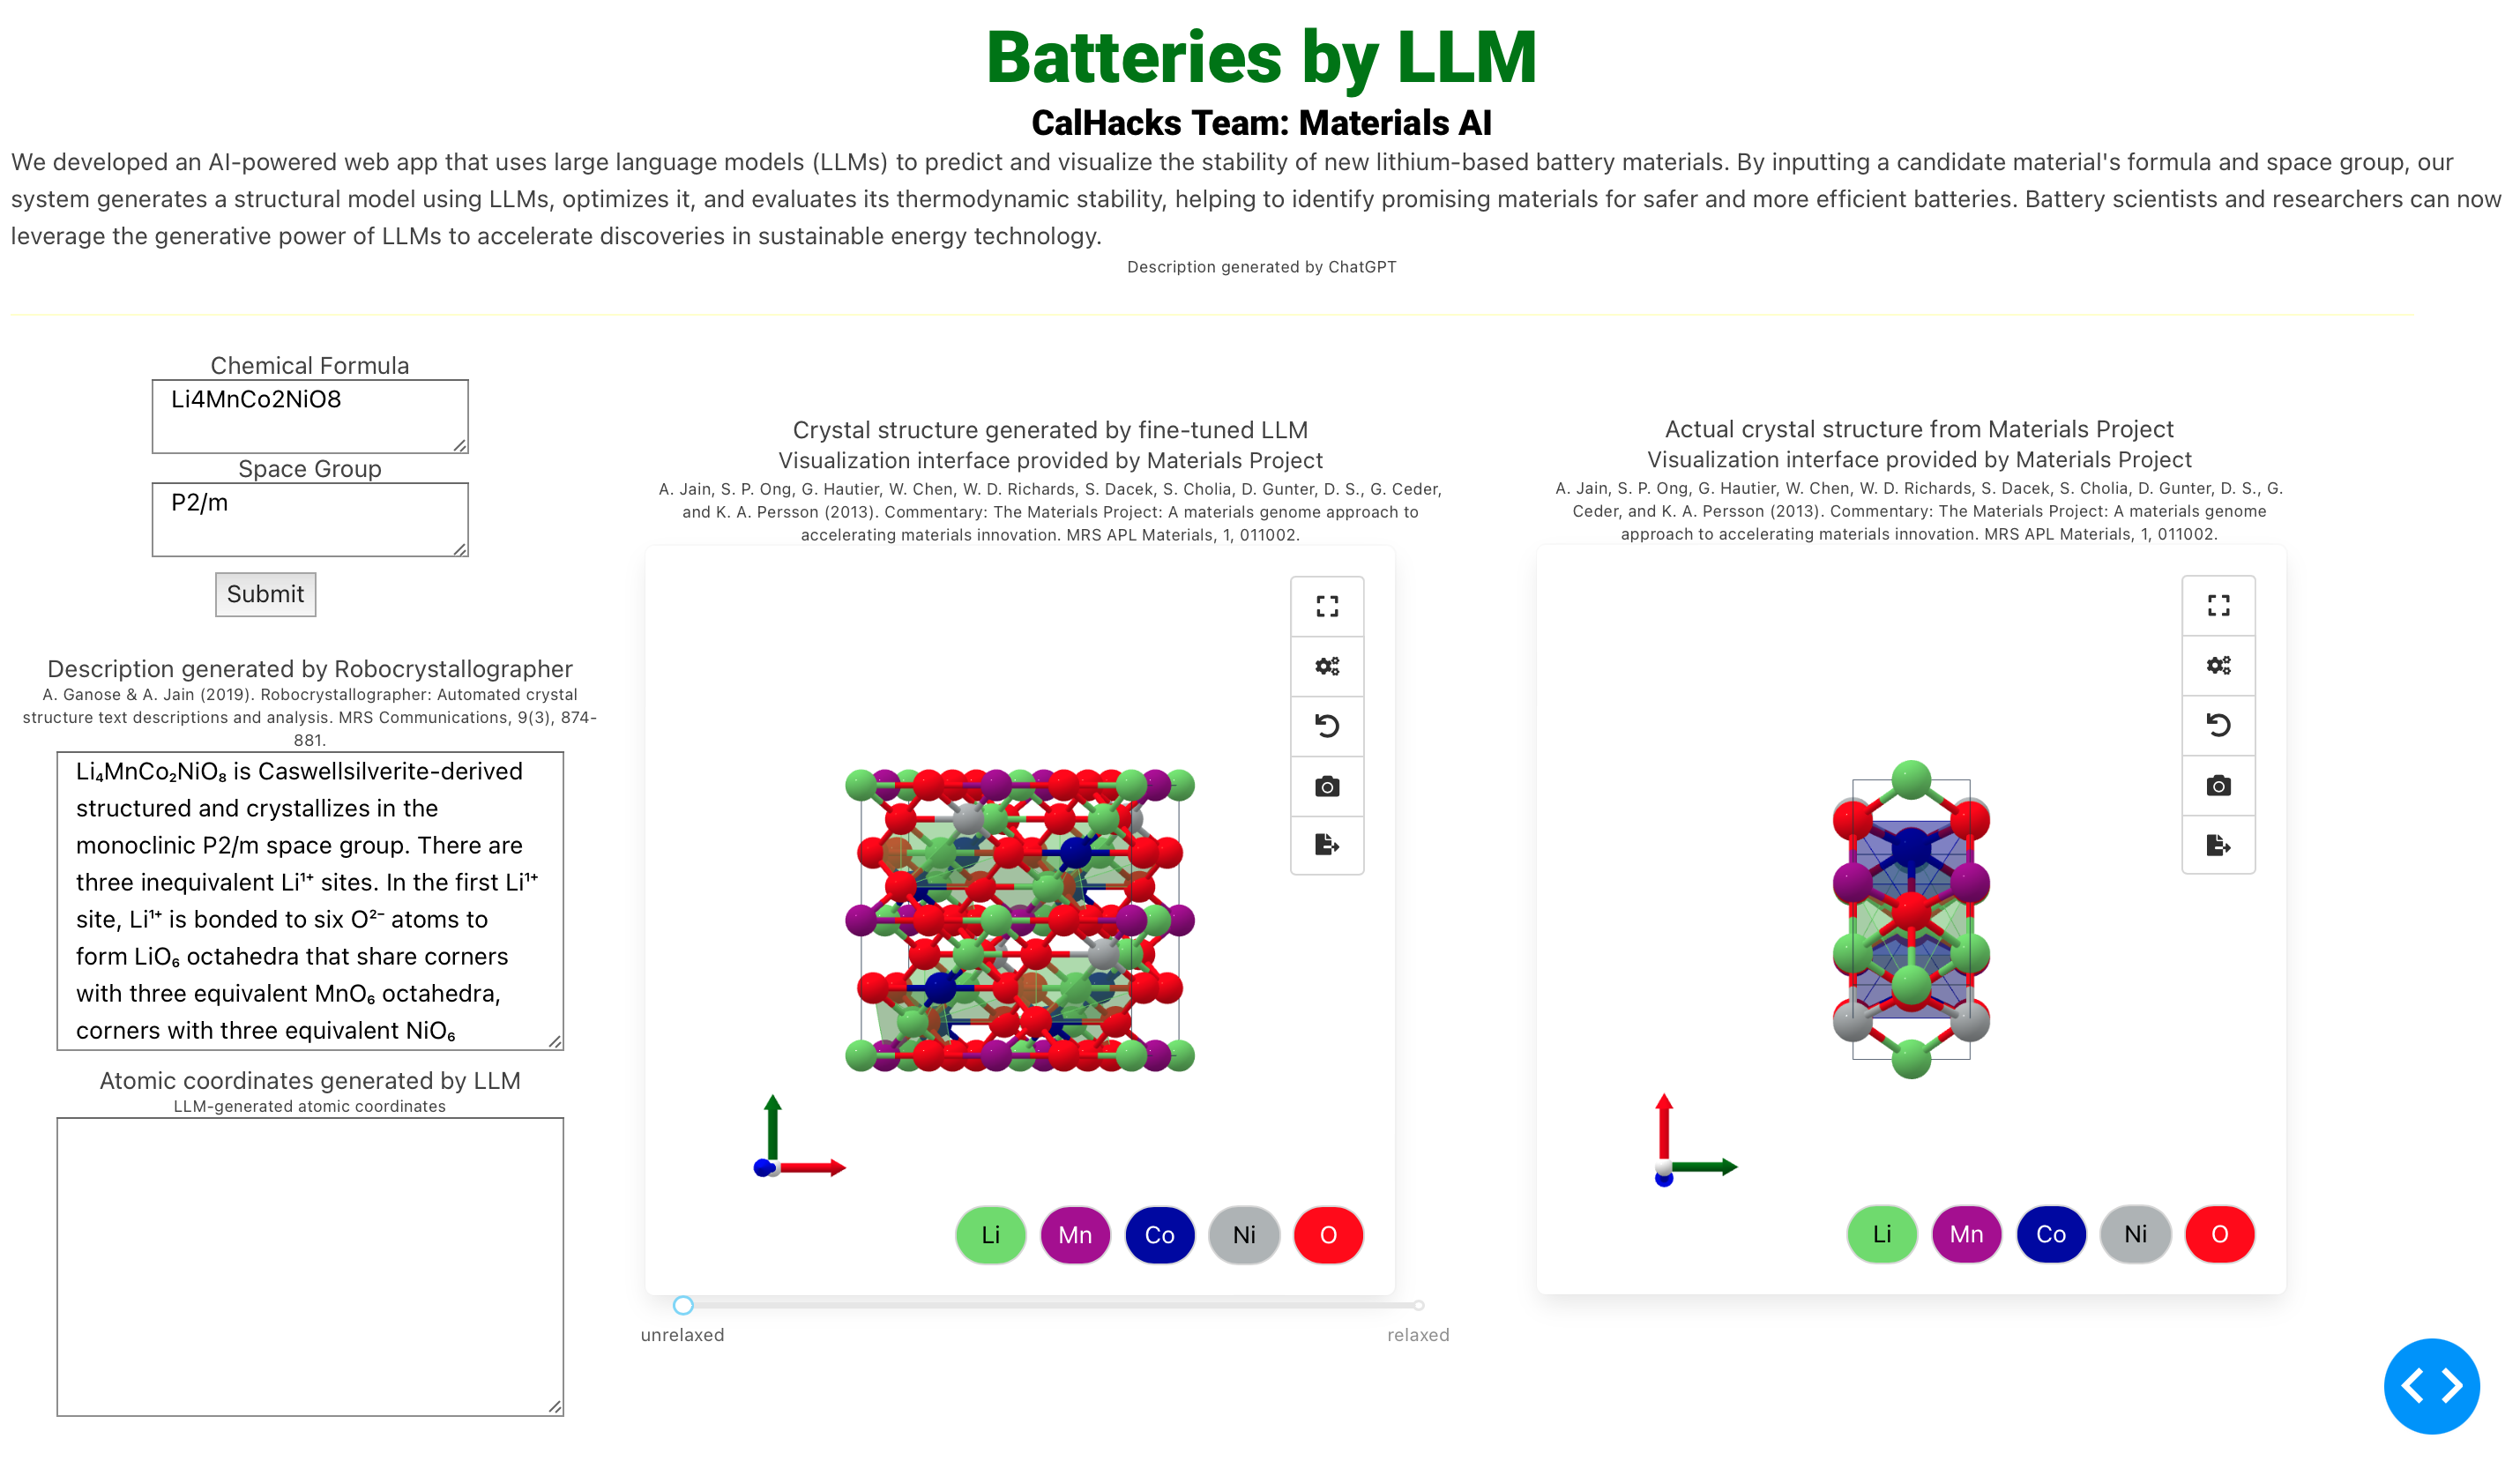 Batteries by LLM
CalHacks Team: Materials AI
We developed an AI-powered web app that uses large language models (LLMs) to predict and visualize the stability of new lithium-based battery materials. By inputting a candidate material's formula and space group, our
system generates a structural model using LLMs, optimizes it, and evaluates its thermodynamic stability, helping to identify promising materials for safer and more efficient batteries. Battery scientists and researchers can now
leverage the generative power of LLMs to accelerate discoveries in sustainable energy technology.
Description generated by ChatGPT
Chemical Formula
Li4MnCo2NiO8
Space Group
P2/m
Submit
Description generated by Robocrystallographer
A. Ganose & A. Jain (2019). Robocrystallographer: Automated crystal
structure text descriptions and analysis. MRS Communications, 9(3), 874-
881.
Li₄MnCo₂NiO₈ is Caswellsilverite-derived
structured and crystallizes in the
monoclinic P2/m space group. There are
three inequivalent Li¹⁺ sites. In the first Li¹⁺
site, Li¹⁺ is bonded to six O²⁻ atoms to
form LiO₆ octahedra that share corners
with three equivalent MnO₆ octahedra,
corners with three equivalent NiO₆
Atomic coordinates generated by LLM
LLM-generated atomic coordinates
Crystal structure generated by fine-tuned LLM
Visualization interface provided by Materials Project
A. Jain, S. P. Ong, G. Hautier, W. Chen, W. D. Richards, S. Dacek, S. Cholia, D. Gunter, D. S., G. Ceder,
and K. A. Persson (2013). Commentary: The Materials Project: A materials genome approach to
accelerating materials innovation. MRS APL Materials, 1, 011002.
Li
Mn
Co
Ni
O
unrelaxed
relaxed
Actual crystal structure from Materials Project
Visualization interface provided by Materials Project
A. Jain, S. P. Ong, G. Hautier, W. Chen, W. D. Richards, S. Dacek, S. Cholia, D. Gunter, D. S., G.
Ceder, and K. A. Persson (2013). Commentary: The Materials Project: A materials genome
approach to accelerating materials innovation. MRS APL Materials, 1, 011002.
Li
Mn
Co
Ni
O